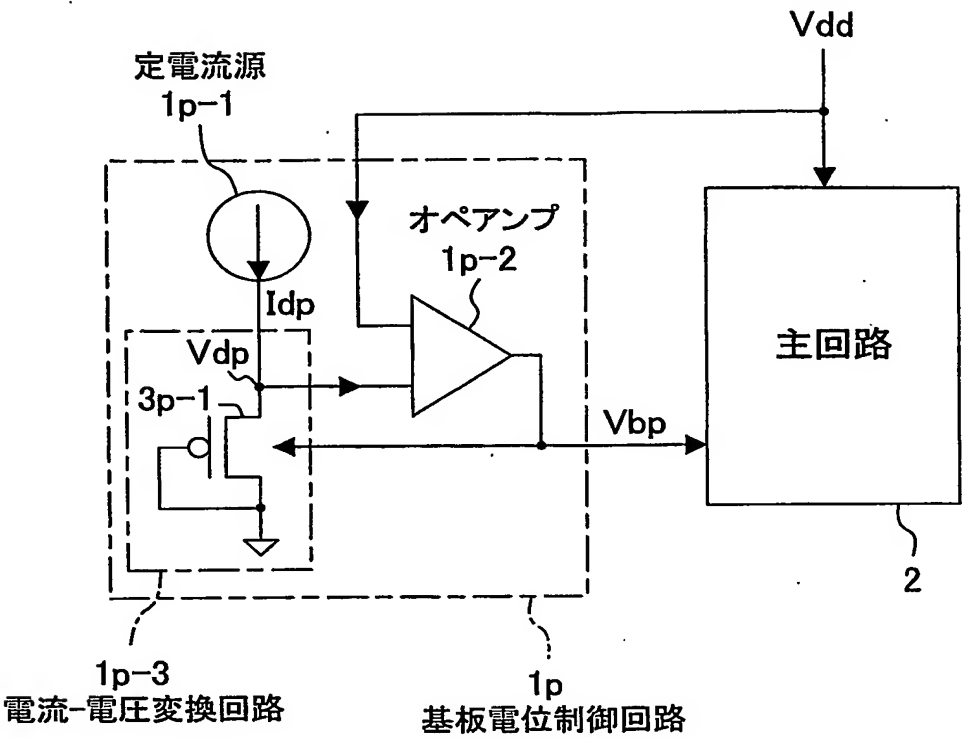 Vdd
定電流源
1p-1
オペアンプ
1p-2
Idp
Vdp
3p-1
主回路
Vbp
2
1p-3
電流-電圧変換回路
1p
基板電位制御回路